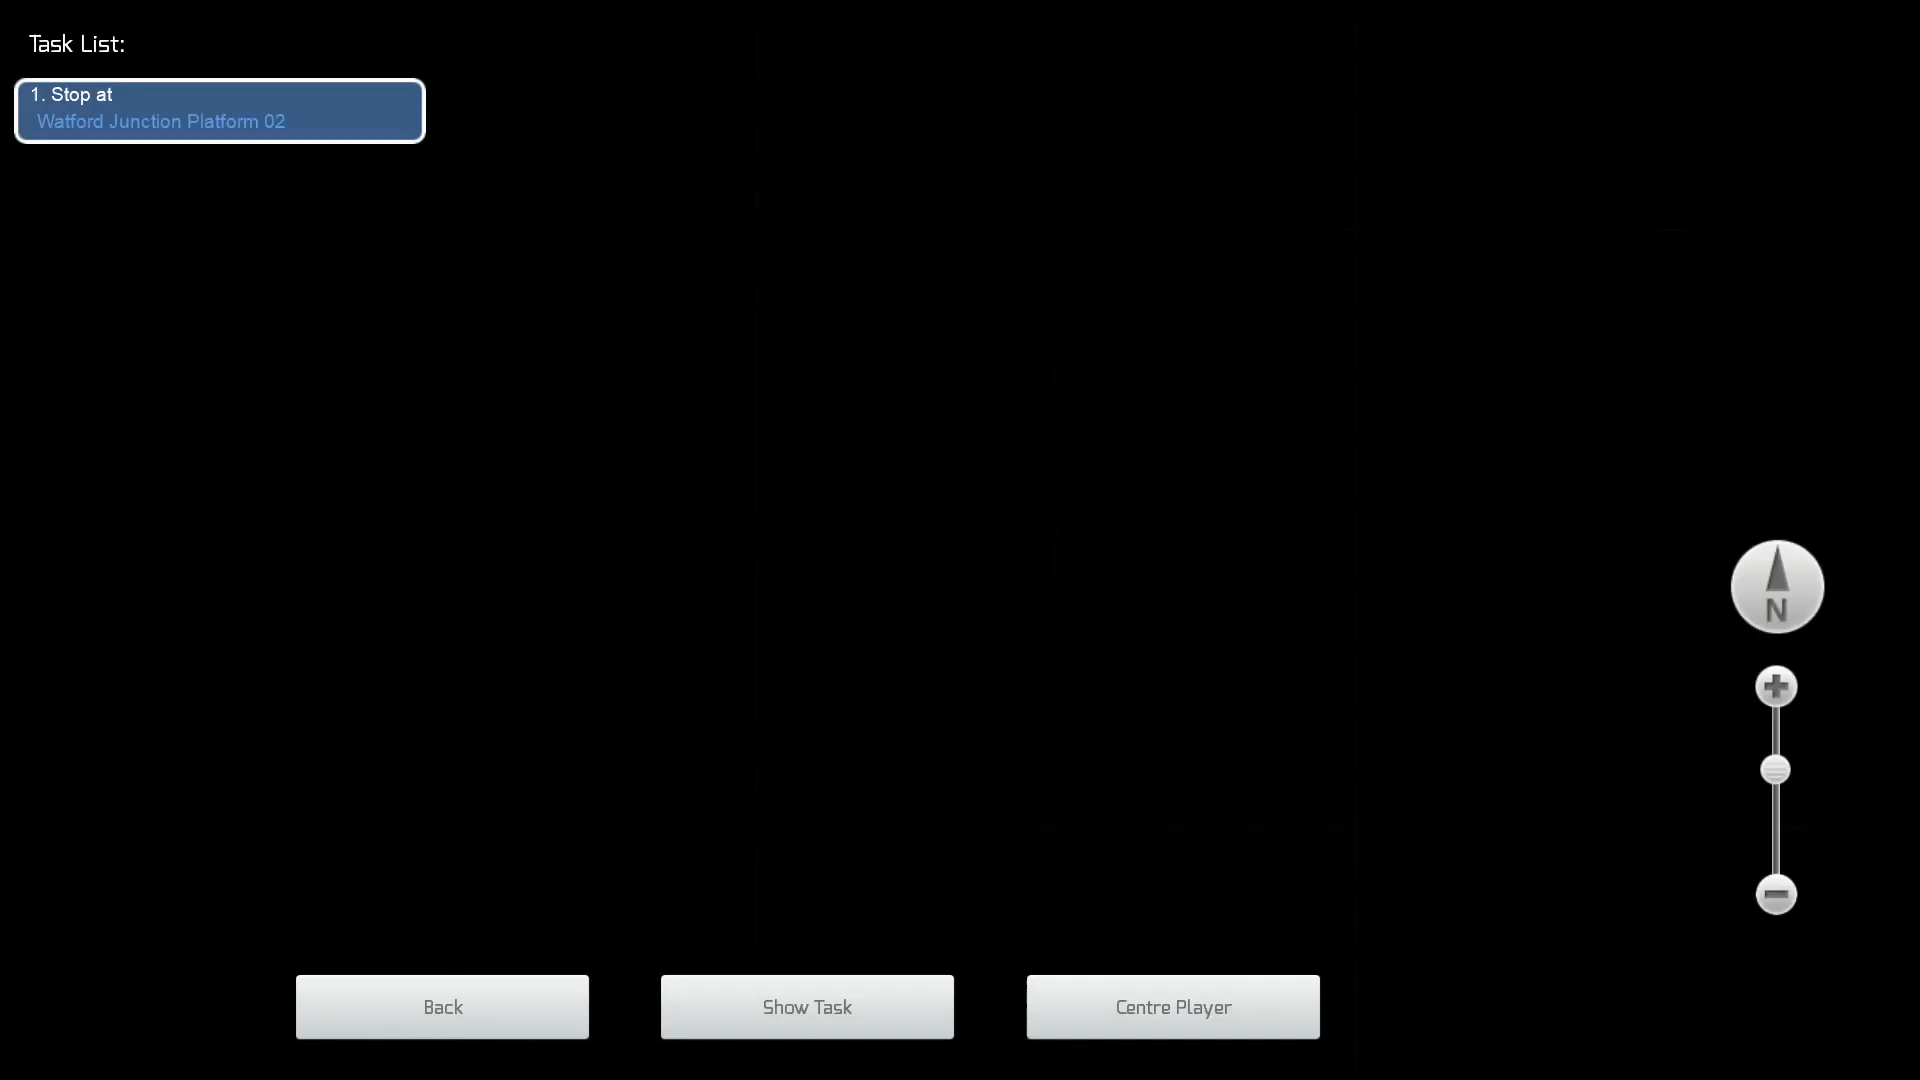 Task List:
1. Stop at
Watford Junction Platform 02
N
Back
Show Task
Centre Player